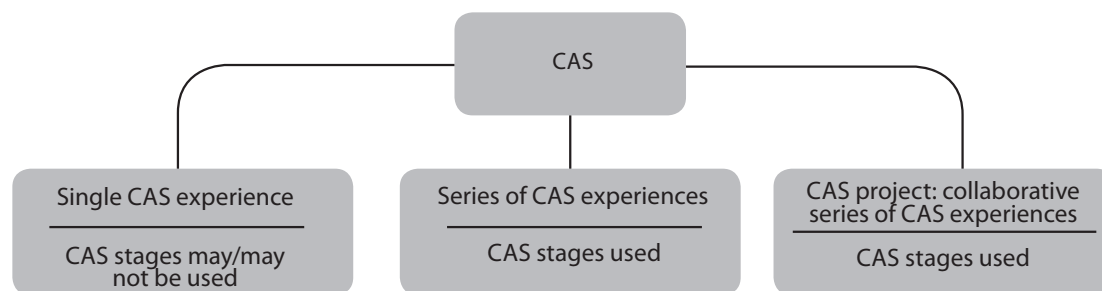 CAS
Single CAS experience
CAS stages may/may
not be used
Series of CAS experiences
CAS stages used
CAS project: collaborative
series of CAS experiences
CAS stages used